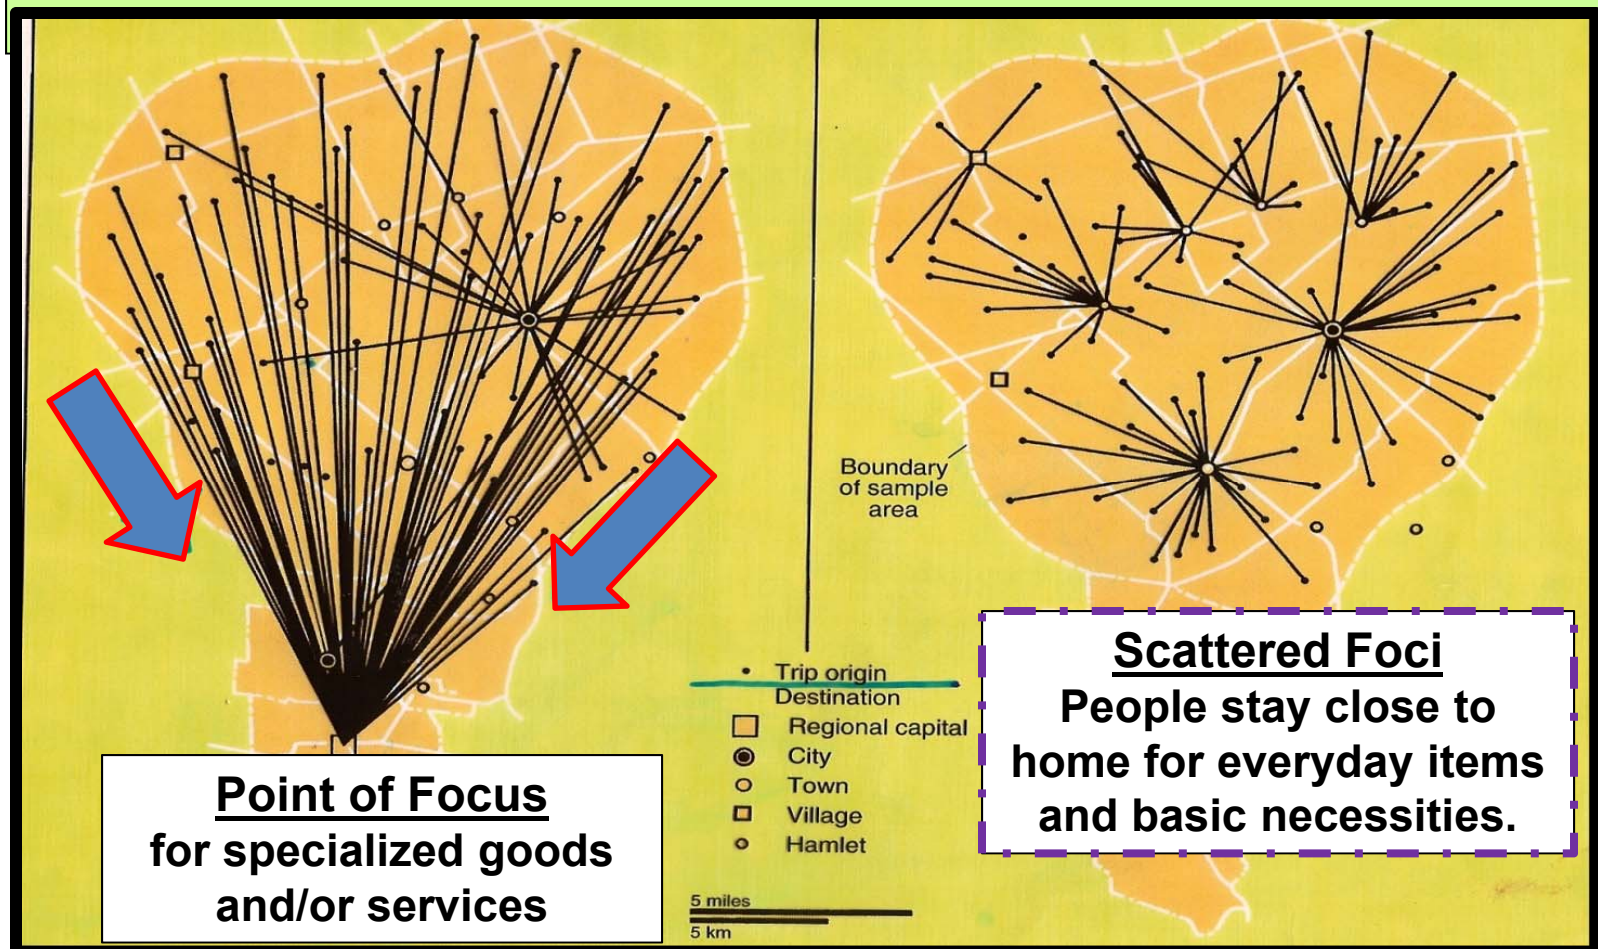 Boundary
of sample
area
Trip origin
Destination
Regional capital
City
Town
Village
Hamlet
5 miles
5 km
Point of Focus
for specialized goods
and/or services
Scattered Foci
People stay close to
home for everyday items
and basic necessities.